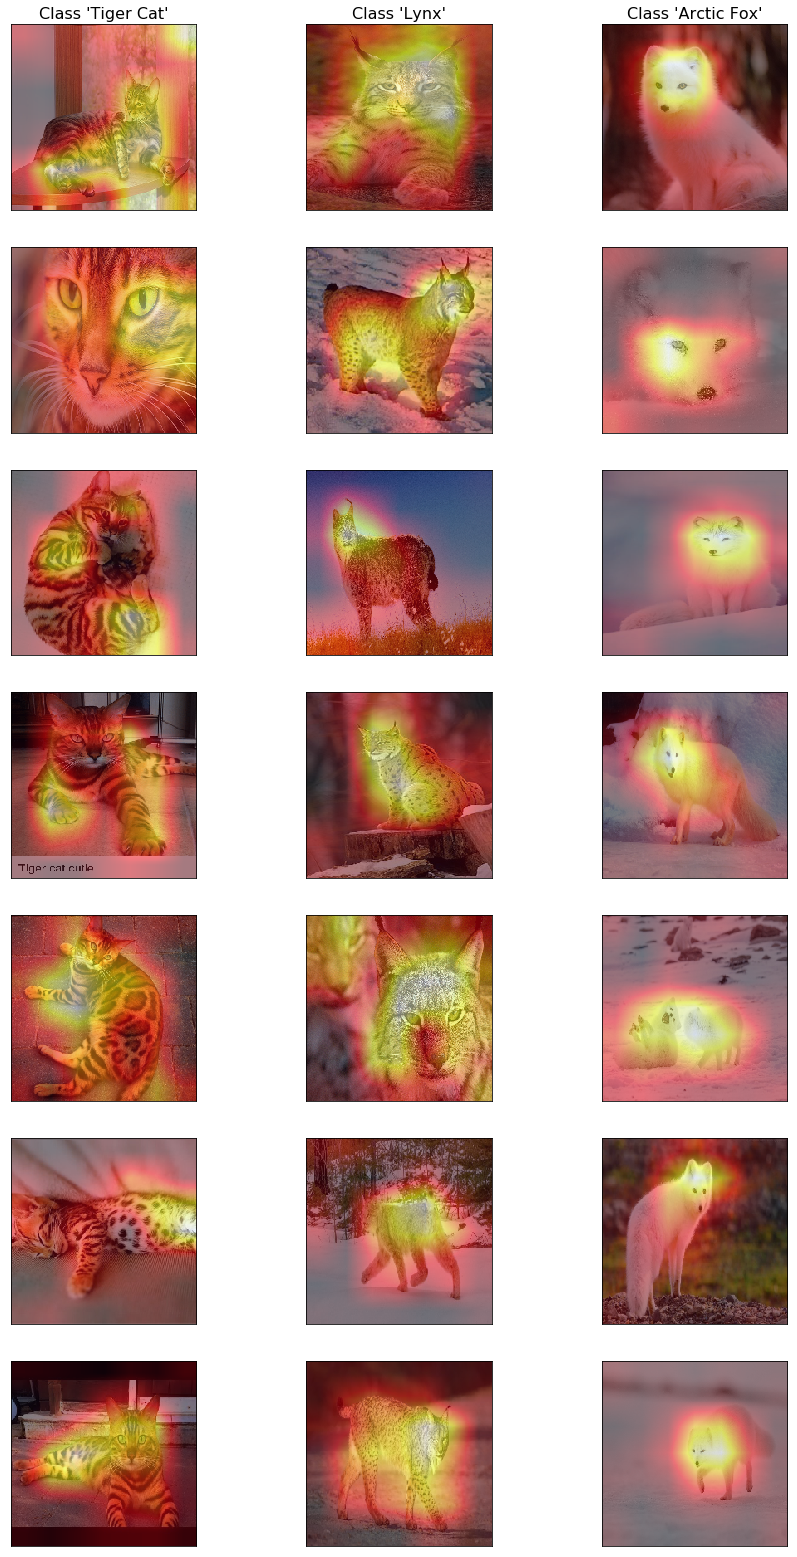 Class 'Tiger Cat'
Class 'Lynx'
Class 'Arctic Fox'
Tiger cat cutie